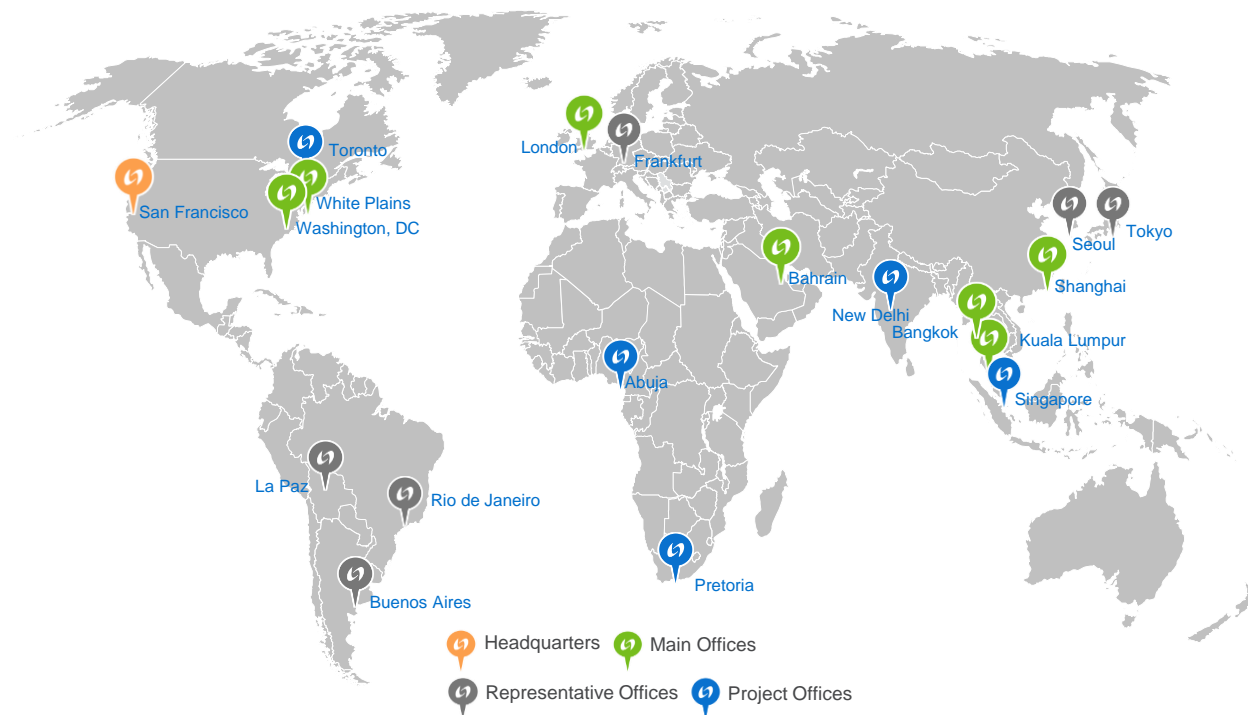 Toronto
London
Frankfurt
White Plains
San Francisco
Washington, DC
Seoul
Tokyo
Bahrain
Shanghai
New Delhi
Bangkok
Kuala Lumpur
Abuja
Singapore
La Paz
Rio de Janeiro
Pretoria
Buenos Aires
Headquarters
Main Offices
Representative Offices
Project Offices